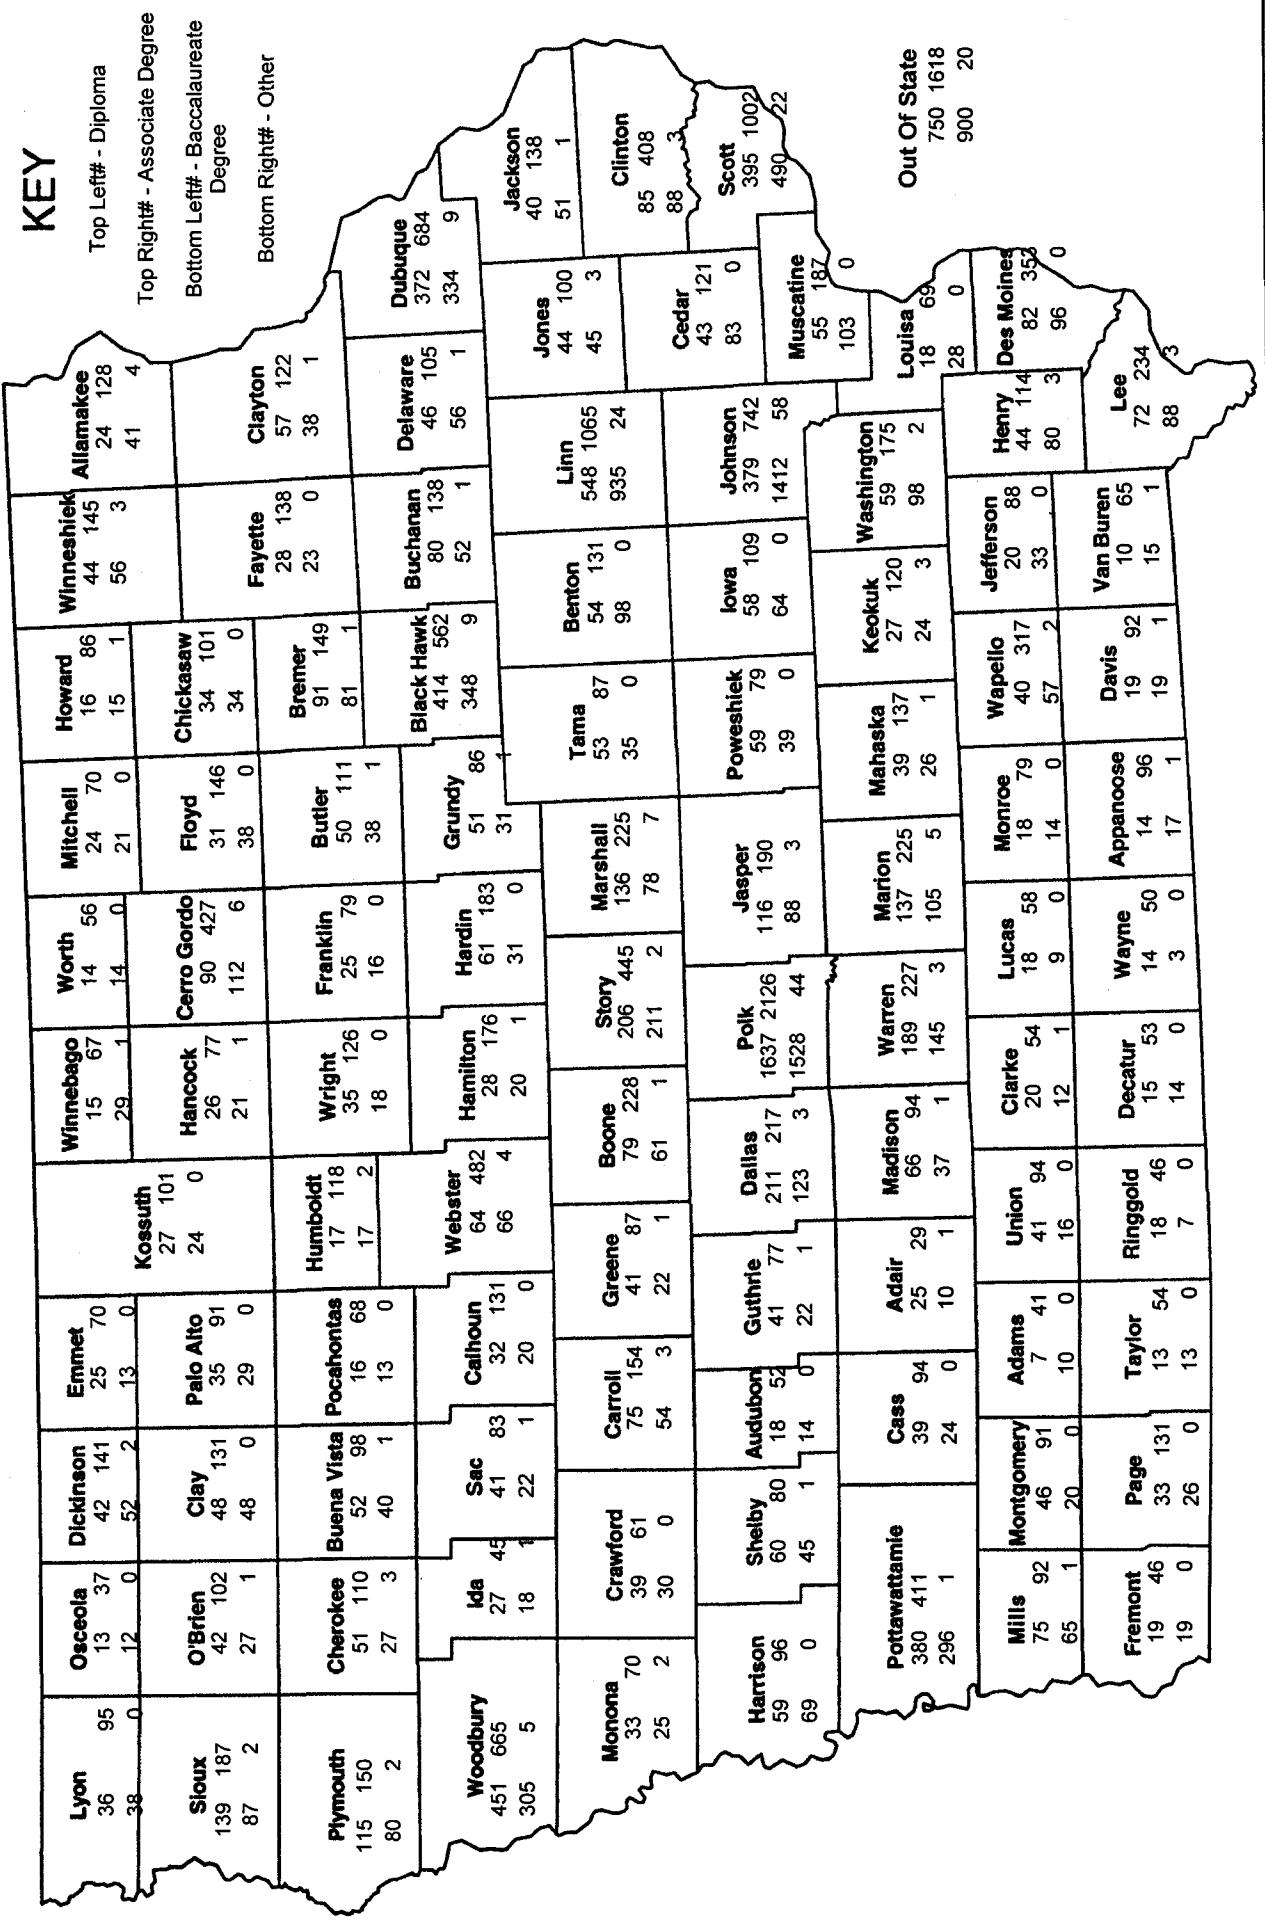 KEY
Top Left# - Diploma
Top Right# - Associate Degree
Bottom Left# - Baccalaureate
Degree
Bottom Right# - Other
Lyon
36 95
38 0
Osceola
13 37
12 0
Dickinson
42 141
52 2
Emmet
25 70
13 0
Kossuth
27 101
24 0
Winnebago
15 67
29 1
Worth
14 56
14 0
Mitchell
24 70
21 0
Howard
16 86
15 1
Winneshiek
44 145
56 3
Allamakee
24 128
41 4
Sioux
139 187
87 2
O'Brien
42 102
27 1
Clay
48 131
48 0
Palo Alto
35 91
29 0
Hancock
26 77
21 1
Cerro Gordo
90 427
112 6
Floyd
31 146
38 0
Chickasaw
34 101
34 0
Fayette
28 138
23 0
Clayton
57 122
38 1
Plymouth
115 150
80 2
Cherokee
51 110
27 3
Buena Vista
52 98
40 1
Pocahontas
16 68
13 0
Humboldt
17 118
17 2
Wright
35 126
18 0
Franklin
25 79
16 0
Butler
50 111
38 1
Bremer
91 149
81 1
Woodbury
451 665
305 5
Ida
27 45
18 1
Sac
41 83
22 1
Calhoun
32 131
20 0
Webster
64 482
66 4
Hamilton
28 176
20 1
Hardin
61 183
31 0
Grundy
51 86
31 1
Black Hawk
414 562
348 9
Buchanan
80 138
52 1
Delaware
46 105
56 1
Dubuque
372 684
334 9
Monona
33 70
25 2
Crawford
39 61
30 0
Carroll
75 154
54 3
Greene
41 87
22 1
Boone
79 228
61 1
Story
206 445
211 2
Marshall
136 225
78 7
Tama
53 87
35 0
Benton
54 131
98 0
Linn
548 1065
935 24
Jones
44 100
45 3
Jackson
40 138
51 1
Clinton
85 408
88 3
Harrison
59 96
69 0
Shelby
60 80
45 1
Audubon
18 52
14 0
Guthrie
41 77
22 1
Dallas
211 217
123 3
Polk
1637 2126
1528 44
Jasper
116 190
88 3
Poweshiek
59 79
39 0
Iowa
58 109
64 0
Johnson
379 742
1412 58
Cedar
43 121
83 0
Scott
395 1002
490 22
Muscatine
55 187
103 0
Pottawattamie
380 411
296 1
Cass
39 94
24 0
Adair
25 29
10 1
Madison
66 94
37 1
Warren
189 227
145 3
Marion
137 225
105 5
Mahaska
39 137
26 1
Keokuk
27 120
24 3
Washington
59 175
98 2
Louisa
18 69
28 0
Mills
75 92
65 1
Montgomery
46 91
20 0
Adams
7 41
10 0
Union
41 94
16 0
Clarke
20 54
12 1
Lucas
18 58
9 0
Monroe
18 79
14 0
Wapello
40 317
57 2
Jefferson
20 88
33 0
Henry
44 114
80 3
Des Moines
82
96 0
Fremont
19 46
19 0
Page
33 131
26 0
Taylor
13 54
13 0
Ringgold
18 46
7 0
Decatur
15 53
14 0
Wayne
14 50
3 0
Appanoose
14 96
17 1
Davis
19 92
19 1
Van Buren
10 65
15 1
Lee
72 234
88 3
Out Of State
750 1618
900 20